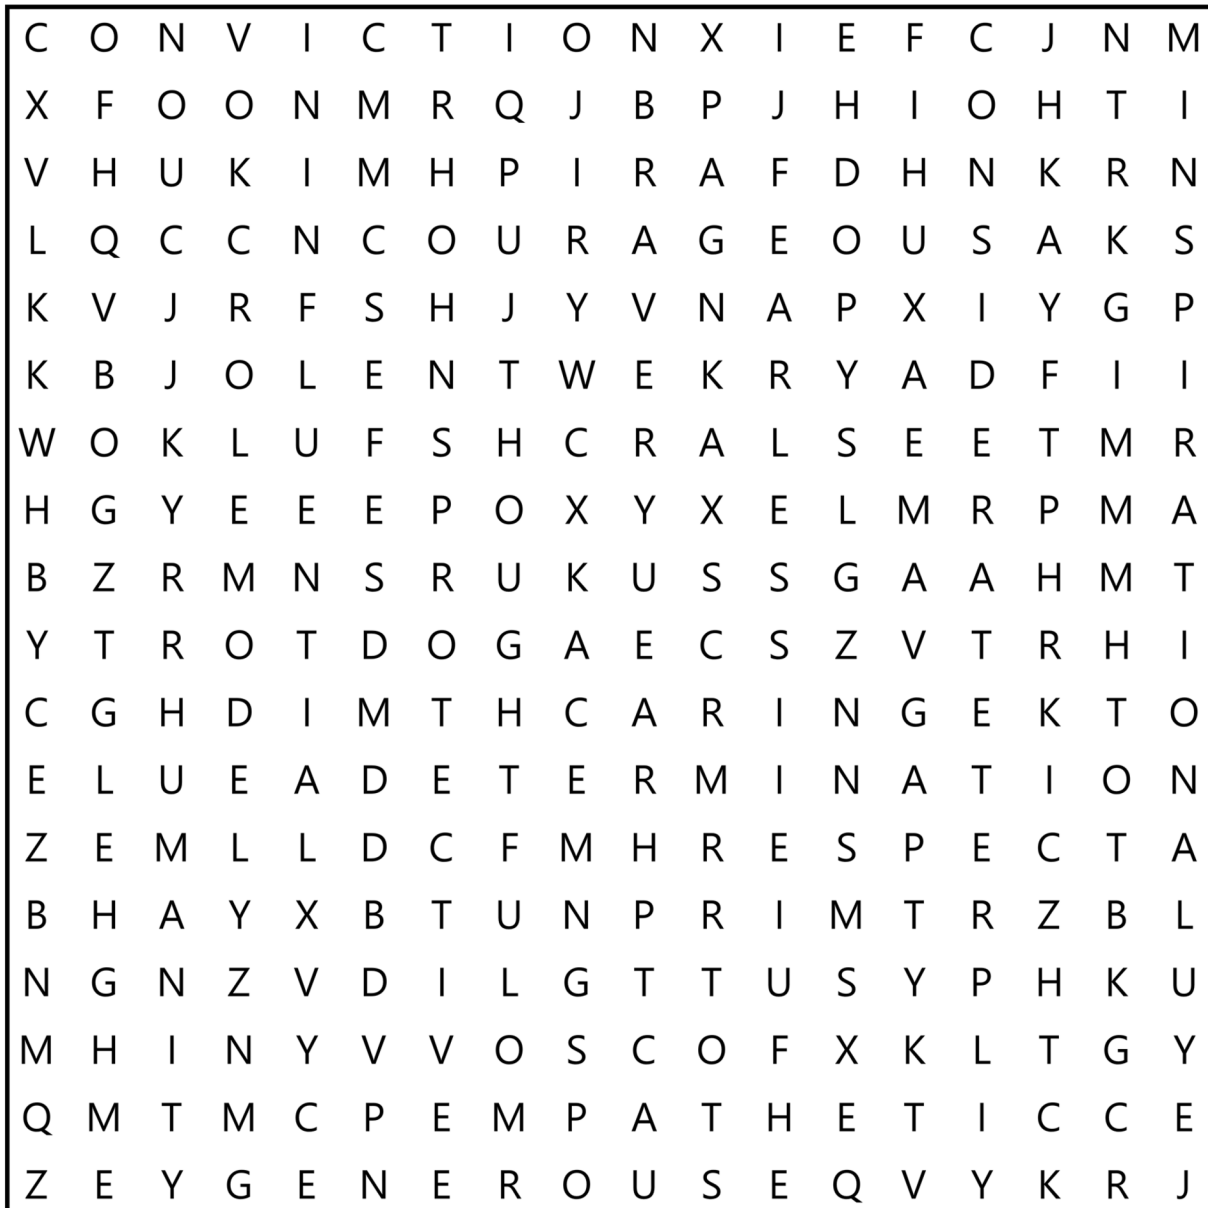 C O N V I C T I O N X I E F C J N M
X F O O N M R Q J B P J H I O H T I
V H U K I M H P I R A F D H N K R N
L Q C C N C O U R A G E O U S A K S
K V J R F S H J Y V N A P X I Y G P
K B J O L E N T W E K R Y A D F I I
W O K L U F S H C R A L S E E T M R
H G Y E E E P O X Y X E L M R P M A
B Z R M N S R U K U S S G A A H M T
Y T R O T D O G A E C S Z V T R H I
C G H D I M T H C A R I N G E K T O
E L U E A D E T E R M I N A T I O N
Z E M L L D C F M H R E S P E C T A
B H A Y X B T U N P R I M T R Z B L
N G N Z V D I L G T T U S Y P H K U
M H I N Y V V O S C O F X K L T G Y
Q M T M C P E M P A T H E T I C C E
Z E Y G E N E R O U S E Q V Y K R J